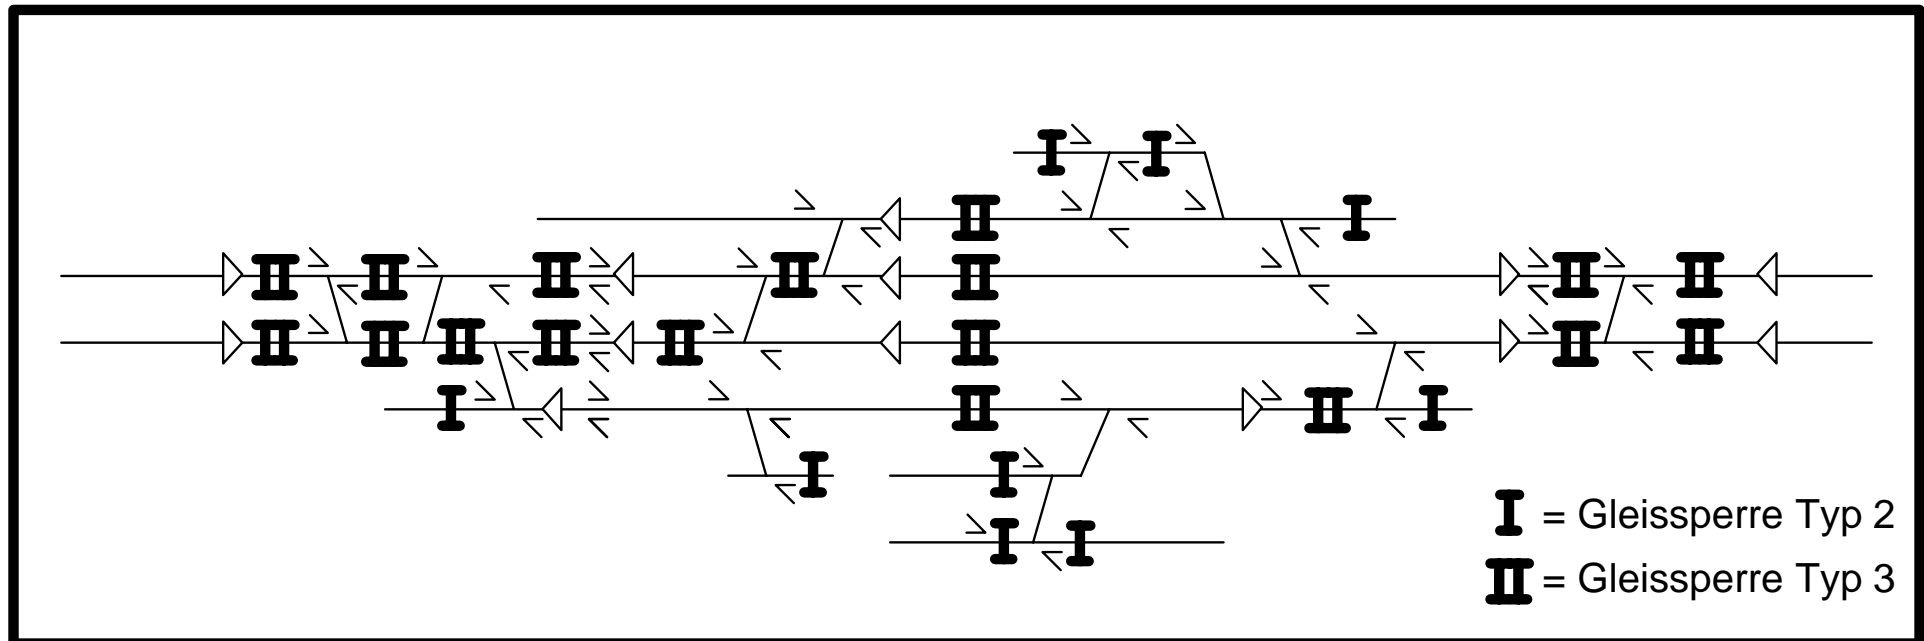 = Gleissperre Typ 2
= Gleissperre Typ 3